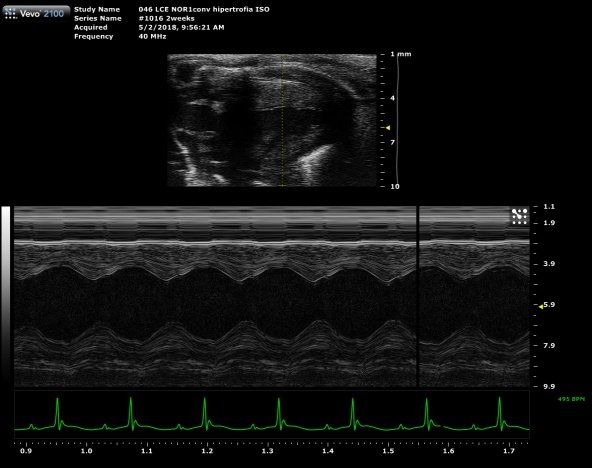 Vevo 2100
Study Name 046 LCE NOR1conv hipertrofia ISO
Series Name #1016 2weeks
Acquired 5/2/2018, 9:56:21 AM
Frequency 40 MHz
1 mm
4
7
10
1.1
1.9
3.9
5.9
7.9
9.9
495 BPM
0.9 1.0 1.1 1.2 1.3 1.4 1.5 1.6 1.7